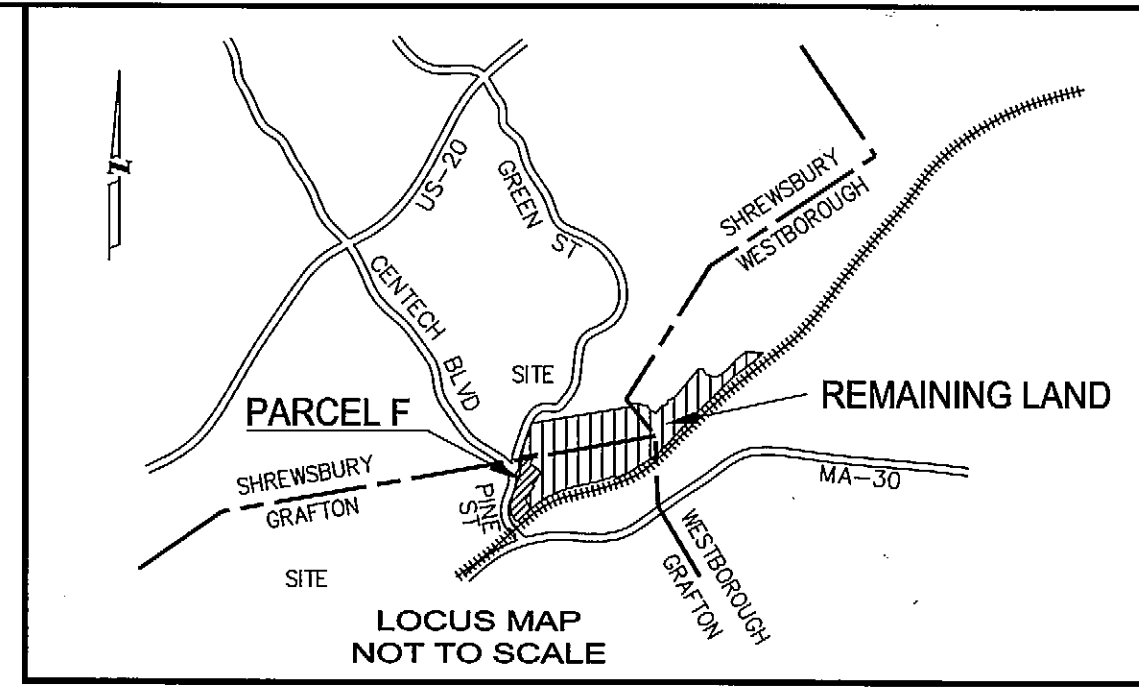 N
US-20
GREEN ST
SHREWSBURY
WESTBOROUGH
CENTECH BLVD
SITE
PARCEL F
REMAINING LAND
SHREWSBURY
GRAFTON
PINE ST
MA-30
WESTBOROUGH
GRAFTON
SITE
LOCUS MAP
NOT TO SCALE